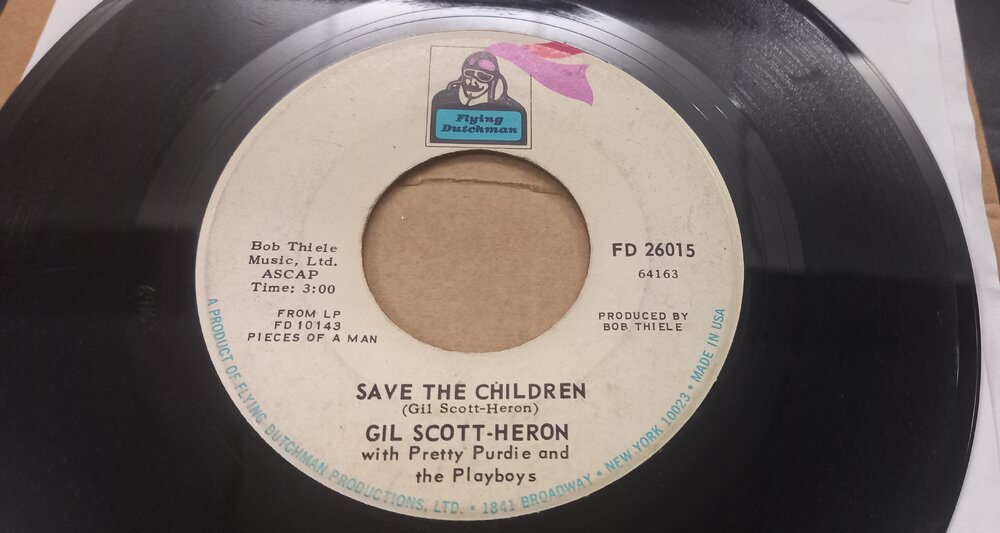 Flying
Dutchman
Bob Thiele
Music, Ltd.
ASCAP
Time: 3:00
FROM LP
FD 10143
PIECES OF A MAN
FD 26015
64163
PRODUCED BY
BOB THIELE
SAVE THE CHILDREN
(Gil Scott-Heron)
GIL SCOTT-HERON
with Pretty Purdie and
the Playboys
A PRODUCT OF FLYING DUTCHMAN PRODUCTIONS, LTD. • 1841 BROADWAY • NEW YORK 10023 • MADE IN USA